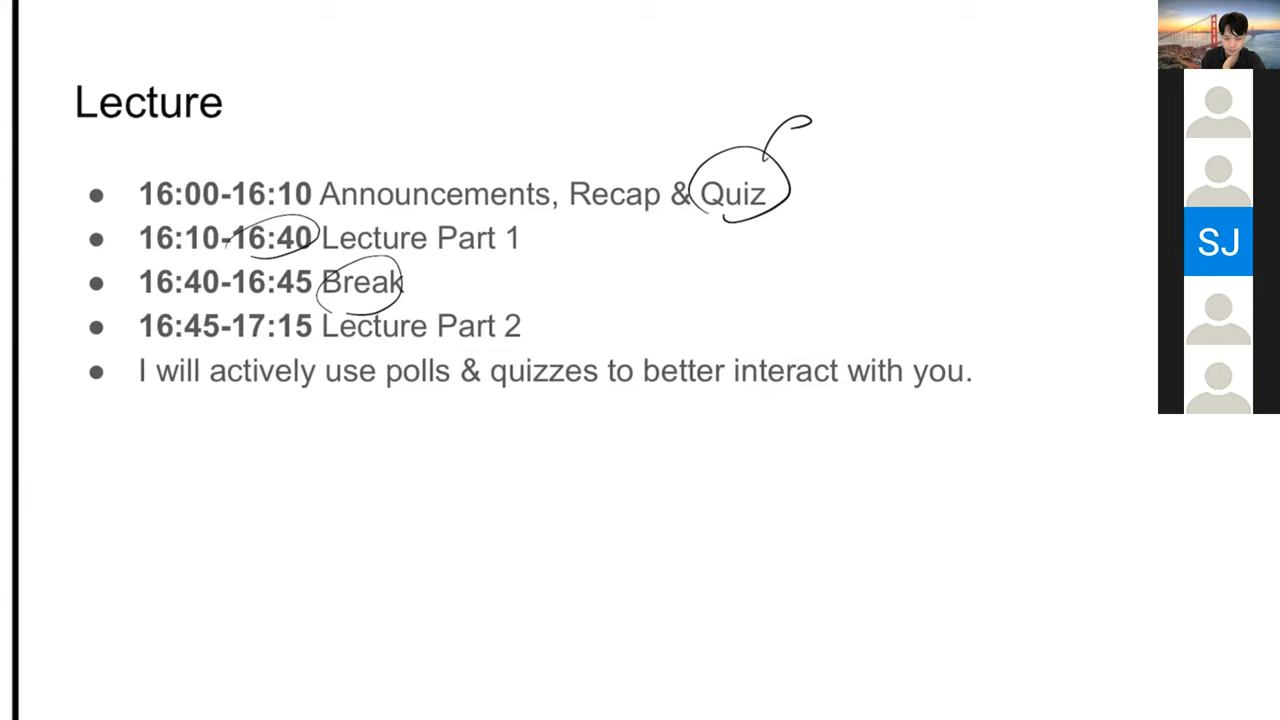 Lecture
● 16:00-16:10 Announcements, Recap & Quiz
● 16:10-16:40 Lecture Part 1
● 16:40-16:45 Break
● 16:45-17:15 Lecture Part 2
● I will actively use polls & quizzes to better interact with you.
SJ